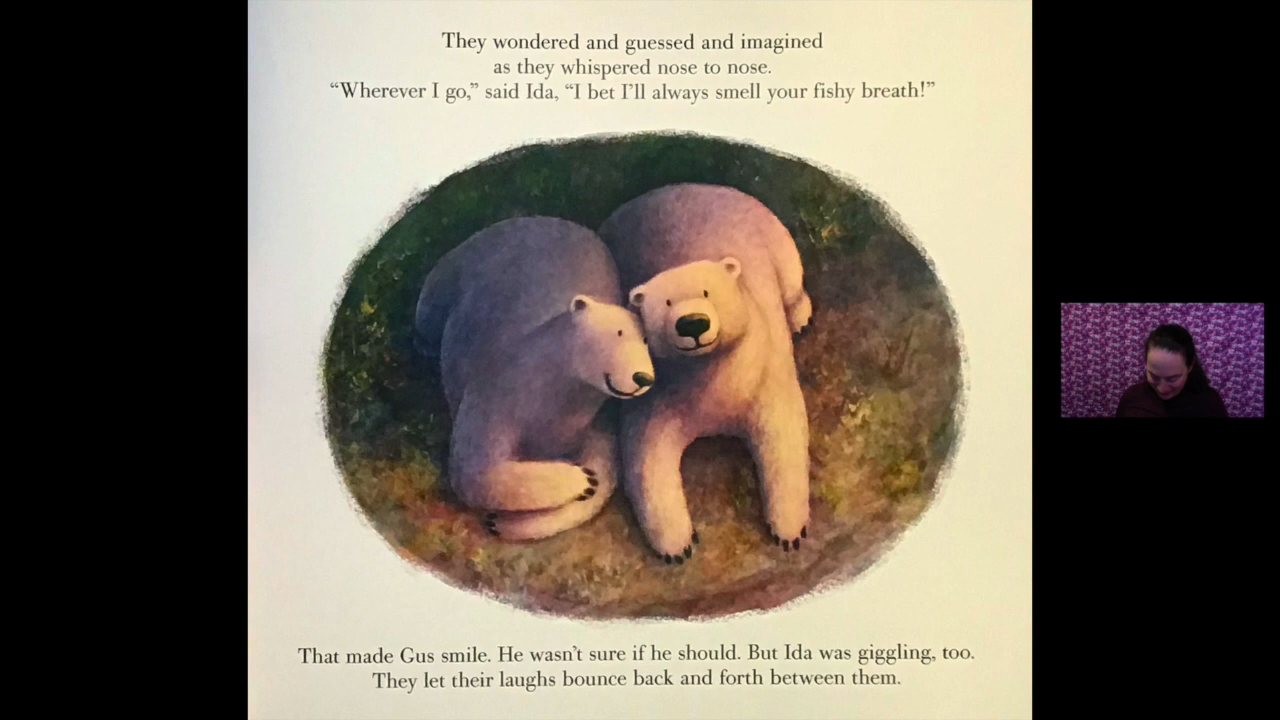 They wondered and guessed and imagined
as they whispered nose to nose.
“Wherever I go,” said Ida, “I bet I’ll always smell your fishy breath!”
That made Gus smile. He wasn’t sure if he should. But Ida was giggling, too.
They let their laughs bounce back and forth between them.